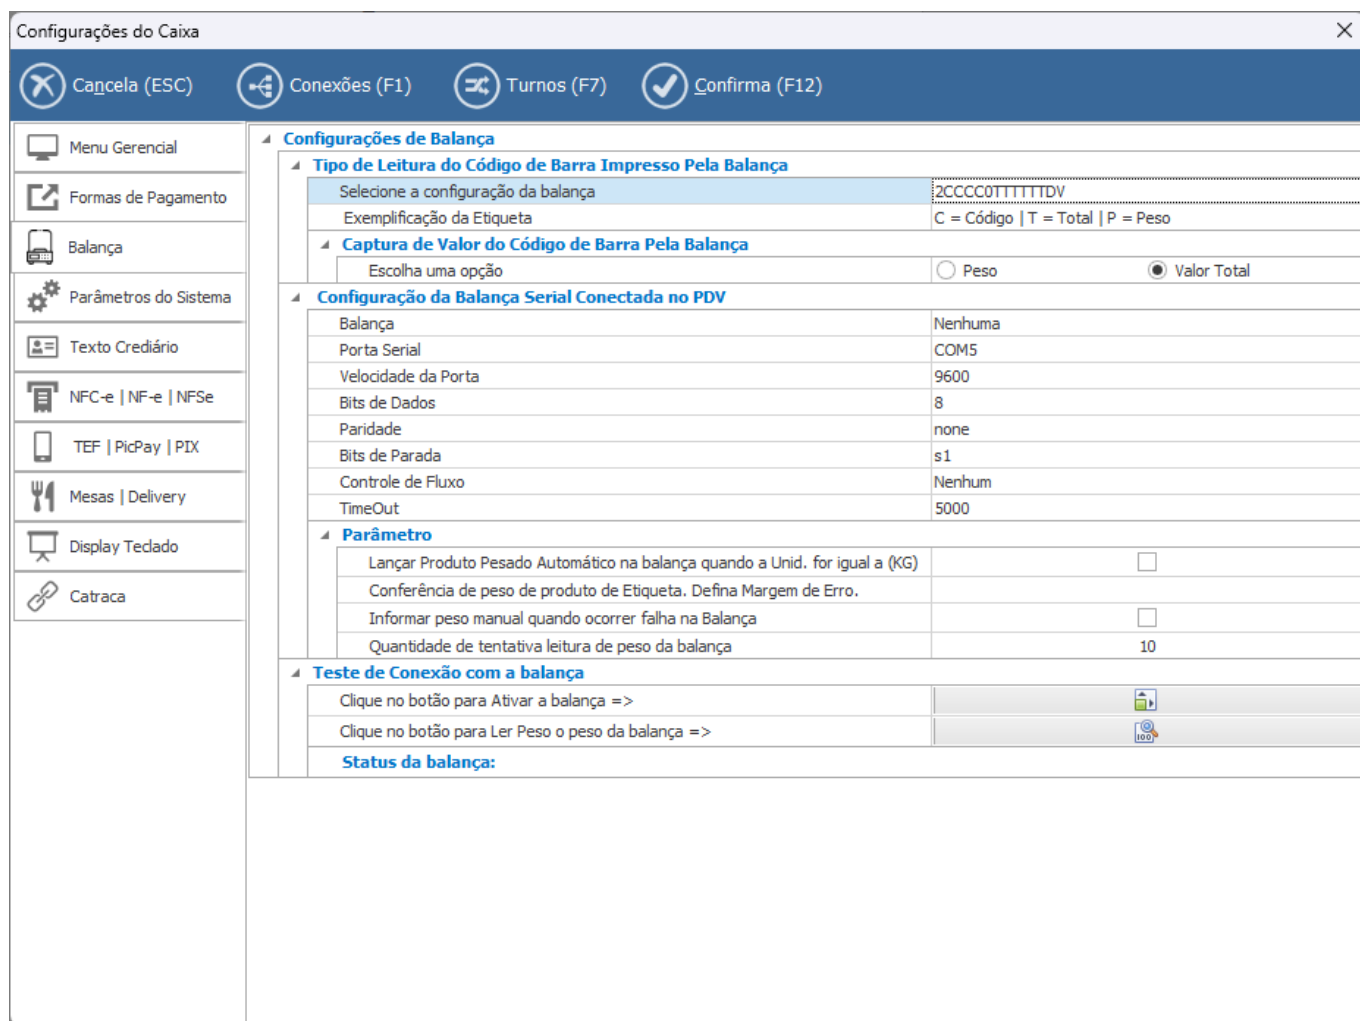 Configurações do Caixa
Cancela (ESC)
Conexões (F1)
Turnos (F7)
Confirma (F12)
Menu Gerencial
Formas de Pagamento
Balança
Parâmetros do Sistema
Texto Crediário
NFC-e | NF-e | NFSe
TEF | PicPay | PIX
Mesas | Delivery
Display Teclado
Catraca
Configurações de Balança
Tipo de Leitura do Código de Barra Impresso Pela Balança
Selecione a configuração da balança 2CCCC0TTTTTTDV
Exemplificação da Etiqueta C = Código | T = Total | P = Peso
Captura de Valor do Código de Barra Pela Balança
Escolha uma opção Peso Valor Total
Configuração da Balança Serial Conectada no PDV
Balança Nenhuma
Porta Serial COM5
Velocidade da Porta 9600
Bits de Dados 8
Paridade none
Bits de Parada s1
Controle de Fluxo Nenhum
TimeOut 5000
Parâmetro
Lançar Produto Pesado Automático na balança quando a Unid. for igual a (KG)
Conferência de peso de produto de Etiqueta. Defina Margem de Erro.
Informar peso manual quando ocorrer falha na Balança
Quantidade de tentativa leitura de peso da balança 10
Teste de Conexão com a balança
Clique no botão para Ativar a balança =>
Clique no botão para Ler Peso o peso da balança =>
Status da balança: